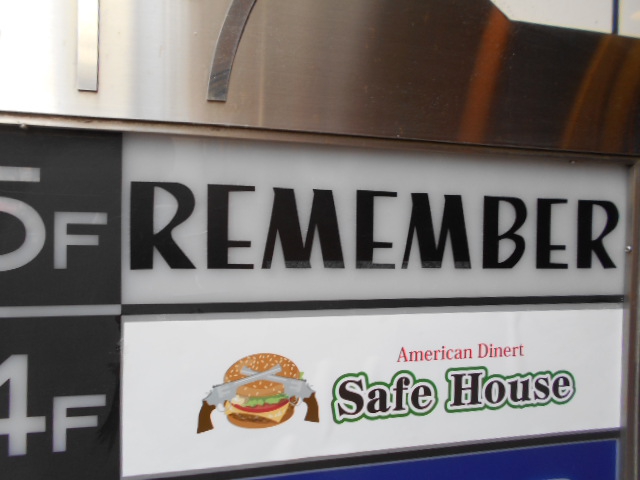 5F REMEMBER
4F American Dinert
Safe House